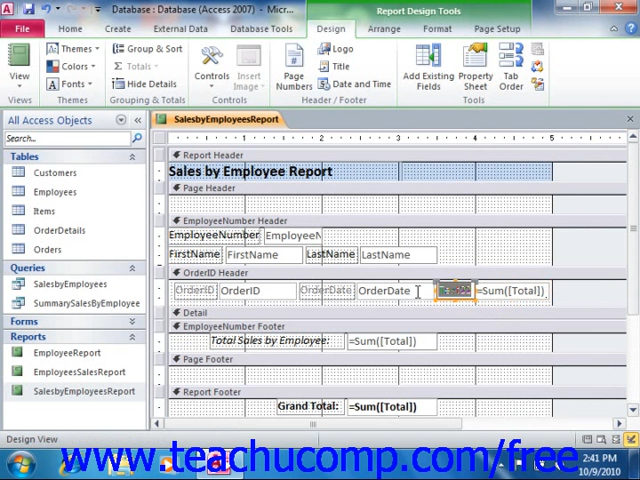 Database : Database (Access 2007) - Micr...
Report Design Tools
File
Home
Create
External Data
Database Tools
Design
Arrange
Format
Page Setup
View
Views
Themes
Colors
Fonts
Themes
Group & Sort
Σ Totals
Hide Details
Grouping & Totals
Controls
Insert
Image
Page
Numbers
Logo
Title
Date and Time
Header / Footer
Add Existing
Fields
Property
Sheet
Tab
Order
Tools
All Access Objects
Search...
Tables
Customers
Employees
Items
OrderDetails
Orders
Queries
SalesbyEmployees
SummarySalesByEmployee
Forms
Reports
EmployeeReport
EmployeesSalesReport
SalesbyEmployeesReport
SalesbyEmployeesReport
1 2 3 4 5
Report Header
Sales by Employee Report
Page Header
EmployeeNumber Header
EmployeeNumber EmployeeN
FirstName FirstName LastName LastName
OrderID Header
OrderID OrderID OrderDate OrderDate =Sum([Total])
Detail
EmployeeNumber Footer
Total Sales by Employee: =Sum([Total])
Page Footer
Report Footer
Grand Total: =Sum([Total])
Design View
www.teachucomp.com/free
2:41 PM
10/9/2010